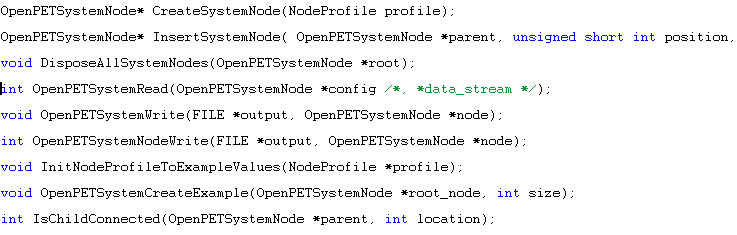 OpenPETSystemNode* CreateSystemNode(NodeProfile profile);
OpenPETSystemNode* InsertSystemNode( OpenPETSystemNode *parent, unsigned short int position,
void DisposeAllSystemNodes(OpenPETSystemNode *root);
int OpenPETSystemRead(OpenPETSystemNode *config /*, *data_stream */);
void OpenPETSystemWrite(FILE *output, OpenPETSystemNode *node);
int OpenPETSystemNodeWrite(FILE *output, OpenPETSystemNode *node);
void InitNodeProfileToExampleValues(NodeProfile *profile);
void OpenPETSystemCreateExample(OpenPETSystemNode *root_node, int size);
int IsChildConnected(OpenPETSystemNode *parent, int location);